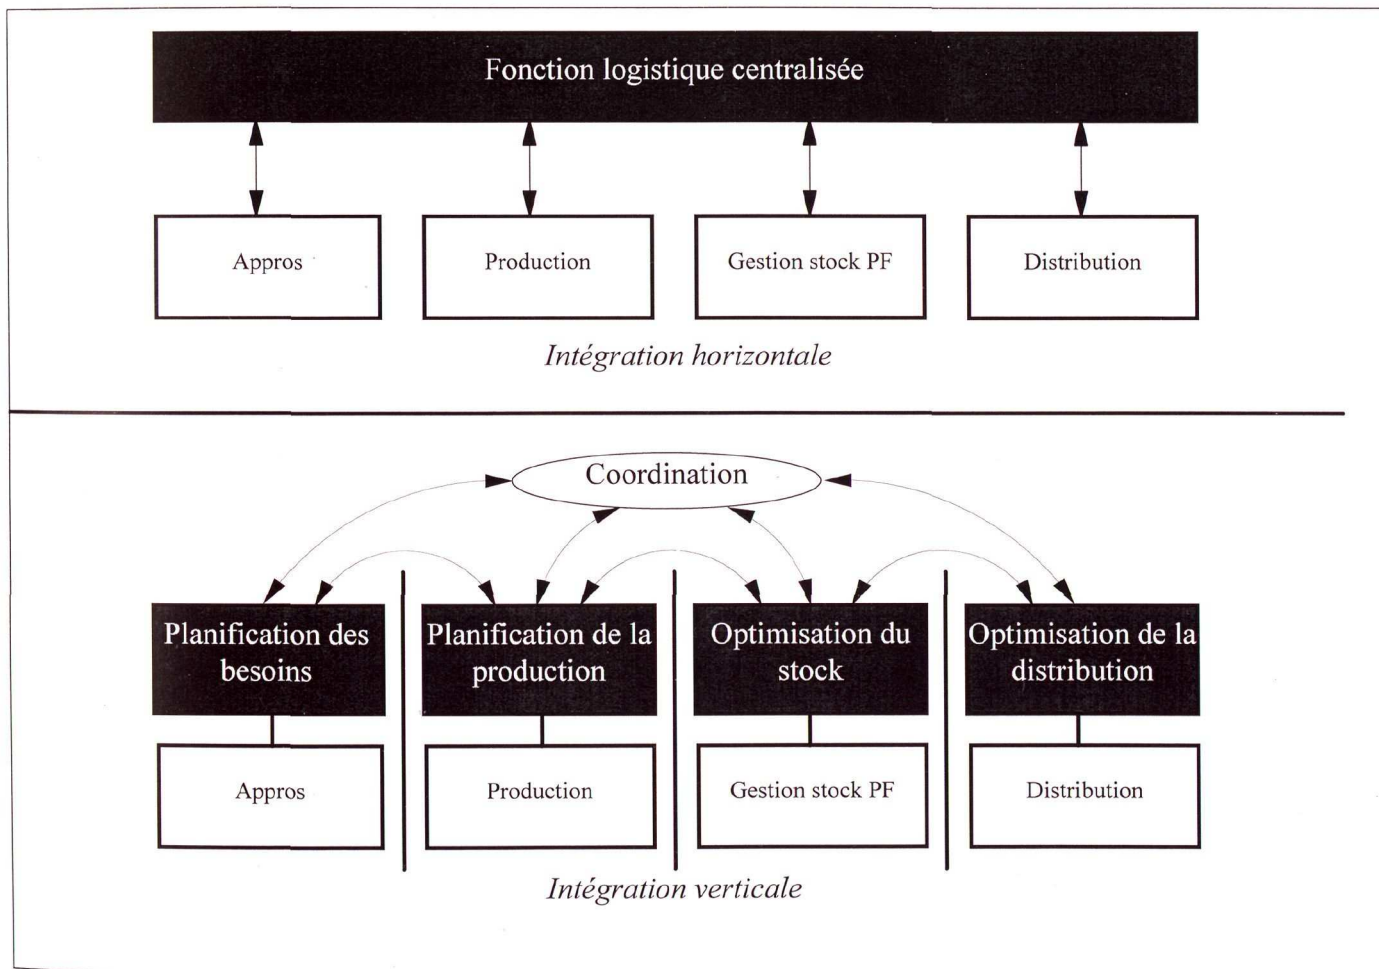 Fonction logistique centralisée
Appros
Production
Gestion stock PF
Distribution
Intégration horizontale
Coordination
Planification des
besoins
Planification de la
production
Optimisation du
stock
Optimisation de la
distribution
Appros
Production
Gestion stock PF
Distribution
Intégration verticale